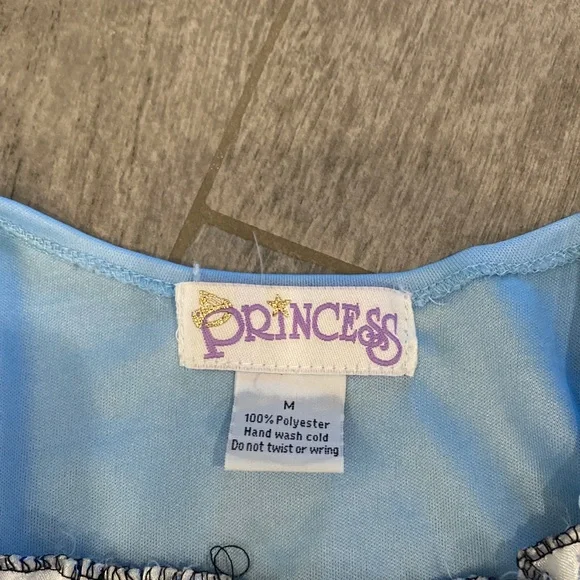 PRINCESS
M
100% Polyester
Hand wash cold
Do not twist or wring